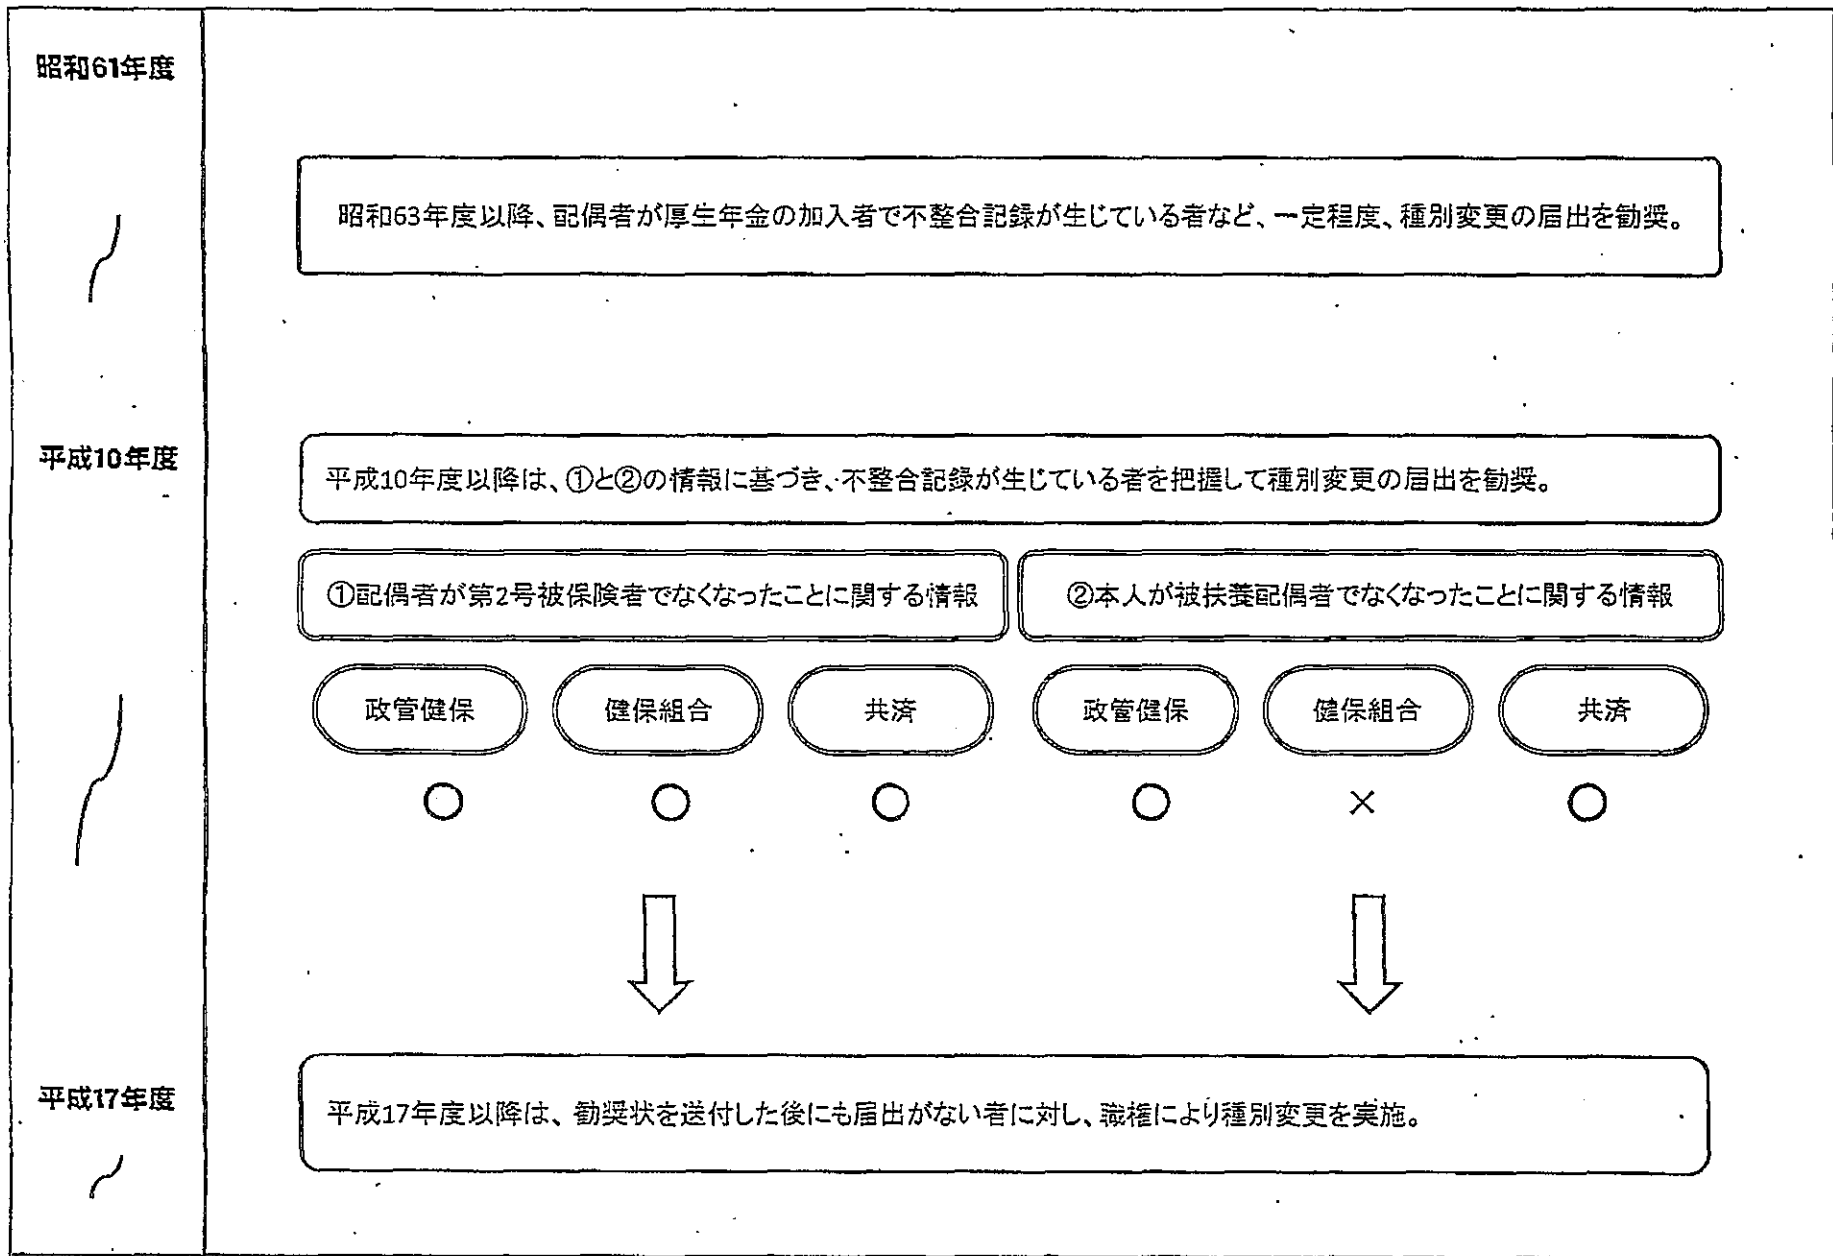 昭和61年度
昭和63年度以降、配偶者が厚生年金の加入者で不整合記録が生じている者など、一定程度、種別変更の届出を勧奨。
平成10年度
平成10年度以降は、①と②の情報に基づき、不整合記録が生じている者を把握して種別変更の届出を勧奨。
①配偶者が第2号被保険者でなくなったことに関する情報
②本人が被扶養配偶者でなくなったことに関する情報
政管健保 健保組合 共済 政管健保 健保組合 共済
○ ○ ○ ○ × ○
平成17年度
平成17年度以降は、勧奨状を送付した後にも届出がない者に対し、職権により種別変更を実施。